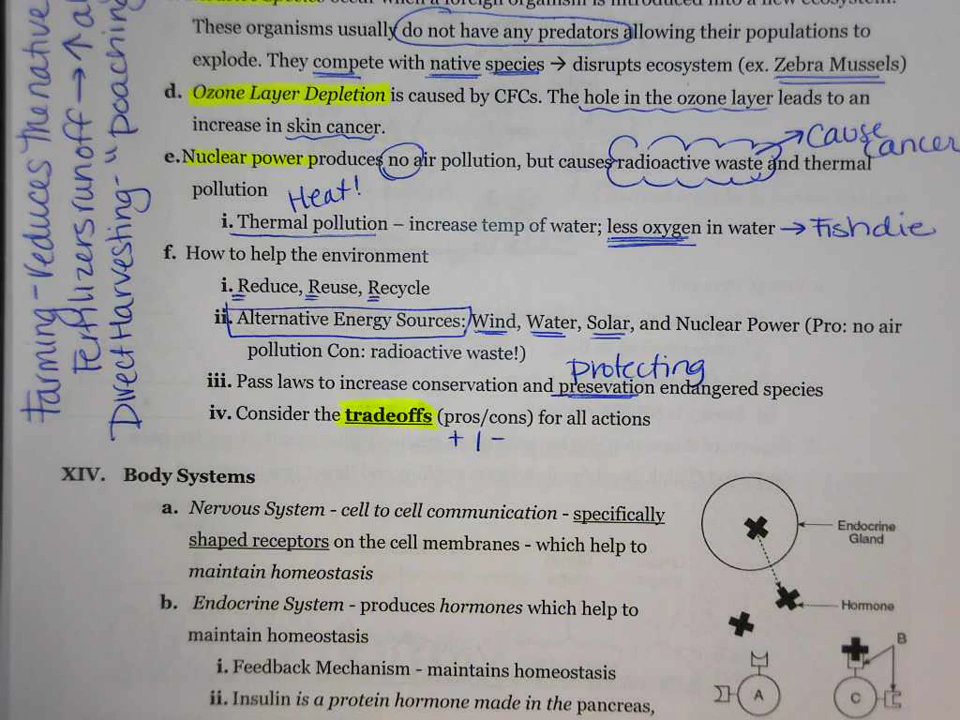 occur when a foreign organism is introduced into a new ecosystem.
These organisms usually do not have any predators allowing their populations to
explode. They compete with native species → disrupts ecosystem (ex. Zebra Mussels)
d. Ozone Layer Depletion is caused by CFCs. The hole in the ozone layer leads to an
increase in skin cancer.
→ Cause cancer
e. Nuclear power produces no air pollution, but causes radioactive waste and thermal
pollution Heat!
i. Thermal pollution – increase temp of water; less oxygen in water → Fish die
f. How to help the environment
i. Reduce, Reuse, Recycle
ii. Alternative Energy Sources: Wind, Water, Solar, and Nuclear Power (Pro: no air
pollution Con: radioactive waste!)
protecting
iii. Pass laws to increase conservation and presevation endangered species
iv. Consider the tradeoffs (pros/cons) for all actions
+ | -
Farming - reduces the native
Fertilizers runoff → ↑
Direct Harvesting - "poaching
XIV. Body Systems
a. Nervous System - cell to cell communication - specifically
shaped receptors on the cell membranes - which help to
maintain homeostasis
b. Endocrine System - produces hormones which help to
maintain homeostasis
i. Feedback Mechanism - maintains homeostasis
ii. Insulin is a protein hormone made in the pancreas,
Endocrine
Gland
Hormone
B
A
C